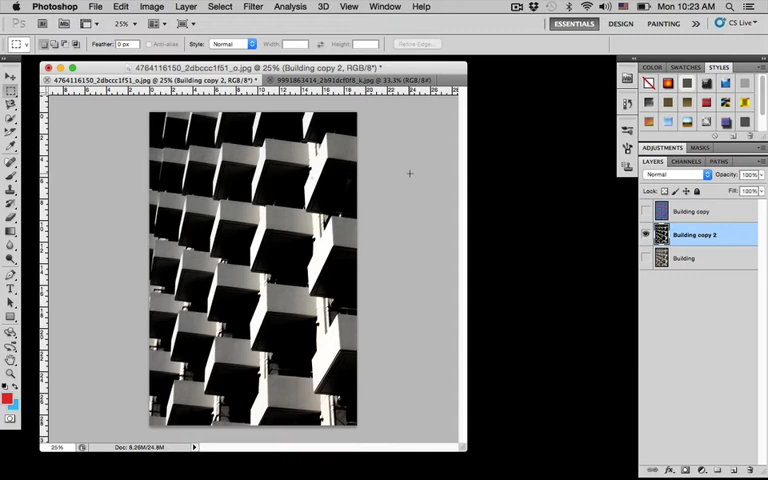 Photoshop File Edit Image Layer Select Filter Analysis 3D View Window Help Mon 10:23 AM
Ps Br Mb 25% ESSENTIALS DESIGN PAINTING >> CS Live
Feather: 0 px Anti-alias Style: Normal Width: Height: Refine Edge...
4764116150_2dbccc1f51_o.jpg @ 25% (Building copy 2, RGB/8*) *
4764116150_2dbccc1f51_o.jpg @ 25% (Building copy 2, RGB/8*) * 9991863414_2b91dcf0f8_k.jpg @ 33.3% (RGB/8#)
COLOR SWATCHES STYLES
ADJUSTMENTS MASKS
LAYERS CHANNELS PATHS
Normal Opacity: 100%
Lock: Fill: 100%
Building copy
Building copy 2
Building
25% Doc: 8.26M/24.8M